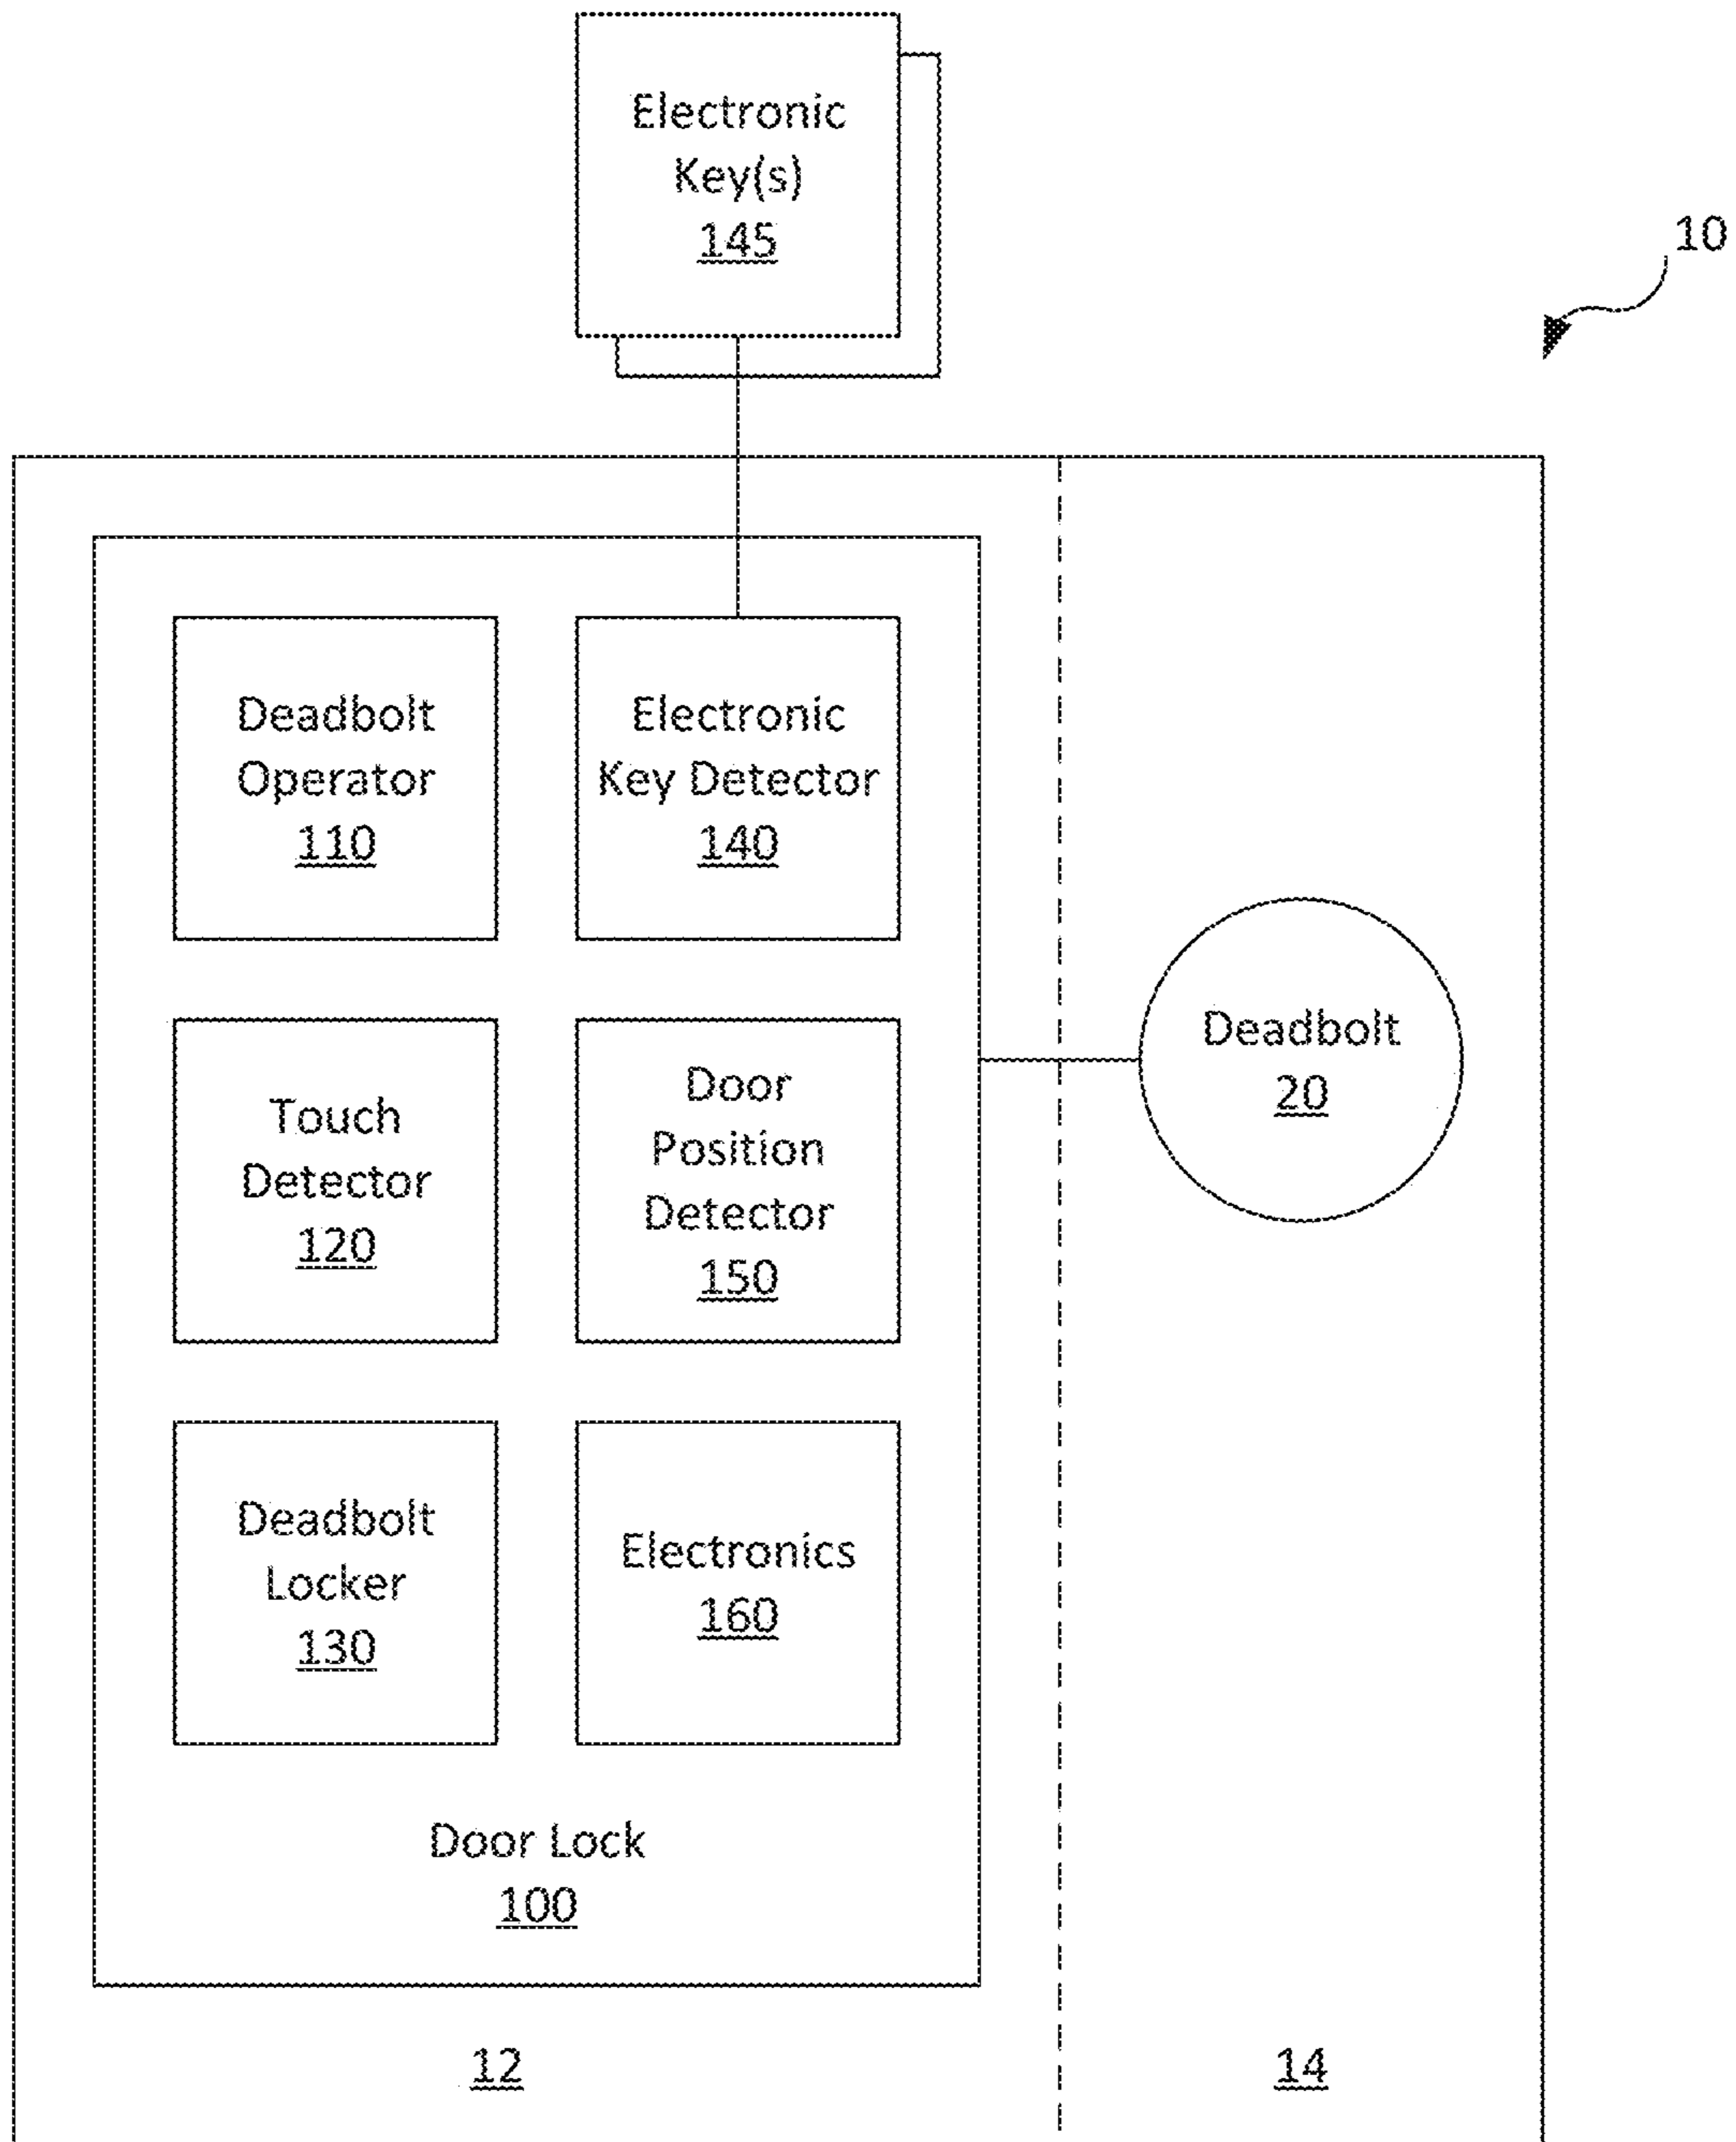 Electronic
Key(s)
145
10
Deadbolt
Operator
110
Electronic
Key Detector
140
Touch
Detector
120
Door
Position
Detector
150
Deadbolt
20
Deadbolt
Locker
130
Electronics
160
Door Lock
100
12
14